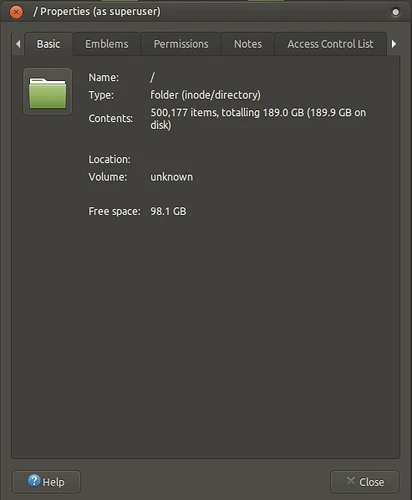 / Properties (as superuser)
Basic Emblems Permissions Notes Access Control List
Name: /
Type: folder (inode/directory)
Contents: 500,177 items, totalling 189.0 GB (189.9 GB on
disk)
Location:
Volume: unknown
Free space: 98.1 GB
Help Close